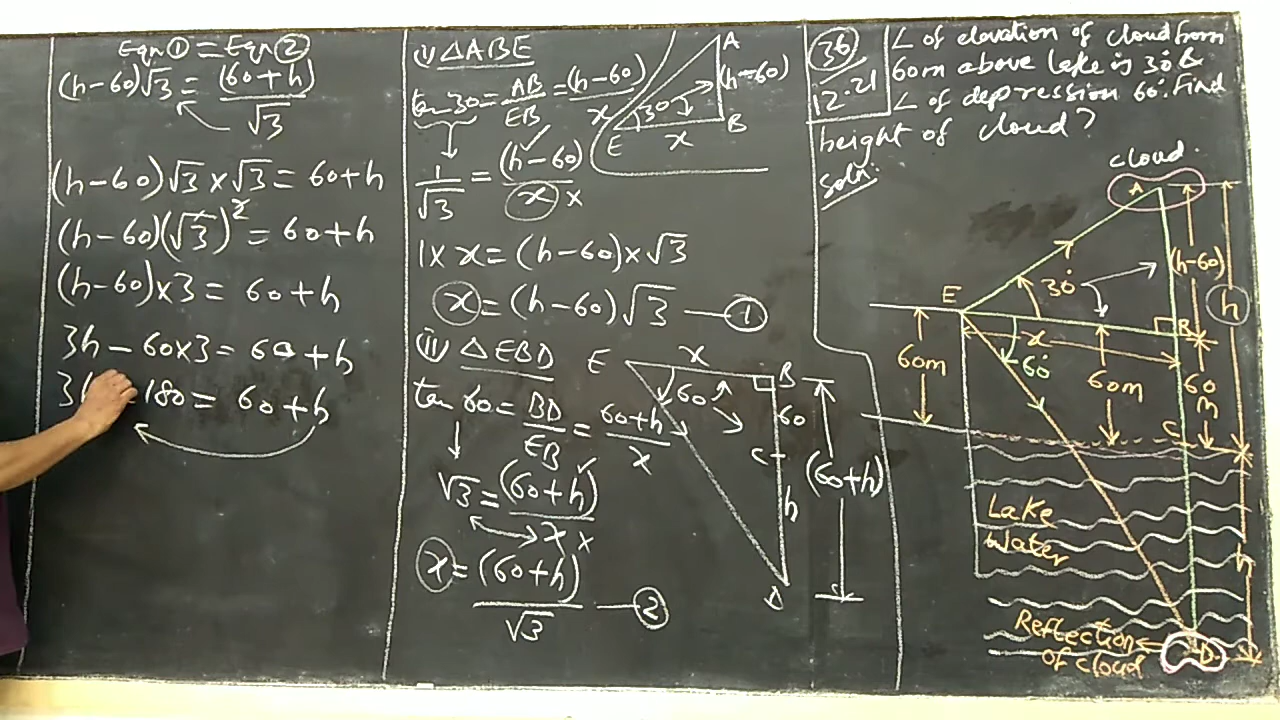 36
12.21
∠ of elavation of cloud from
60m above lake is 30° &
∠ of depression 60°. Find
height of cloud?
Soln:
cloud.
A
(h-60)
h
E
30°
x
B
60°
60m
60m
60m
C
Lake
Water
h
Reflection
of cloud
D
(i) △ABE
tan 30 = AB/EB = (h-60)/x
1/√3 = (h-60)/x
1 × x = (h-60) × √3
x = (h-60) √3 — 1
A
(h-60)
30
E
x
B
(ii) △EBD
tan 60 = BD/EB = (60+h)/x
√3 = (60+h)/x
x = (60+h)/√3 — 2
E
x
B
60
60
C
h
(60+h)
D
Eqn 1 = Eqn 2
(h-60)√3 = (60+h)/√3
(h-60)√3 × √3 = 60+h
(h-60)(√3)² = 60+h
(h-60) × 3 = 60+h
3h - 60×3 = 60+h
3h - 180 = 60+h